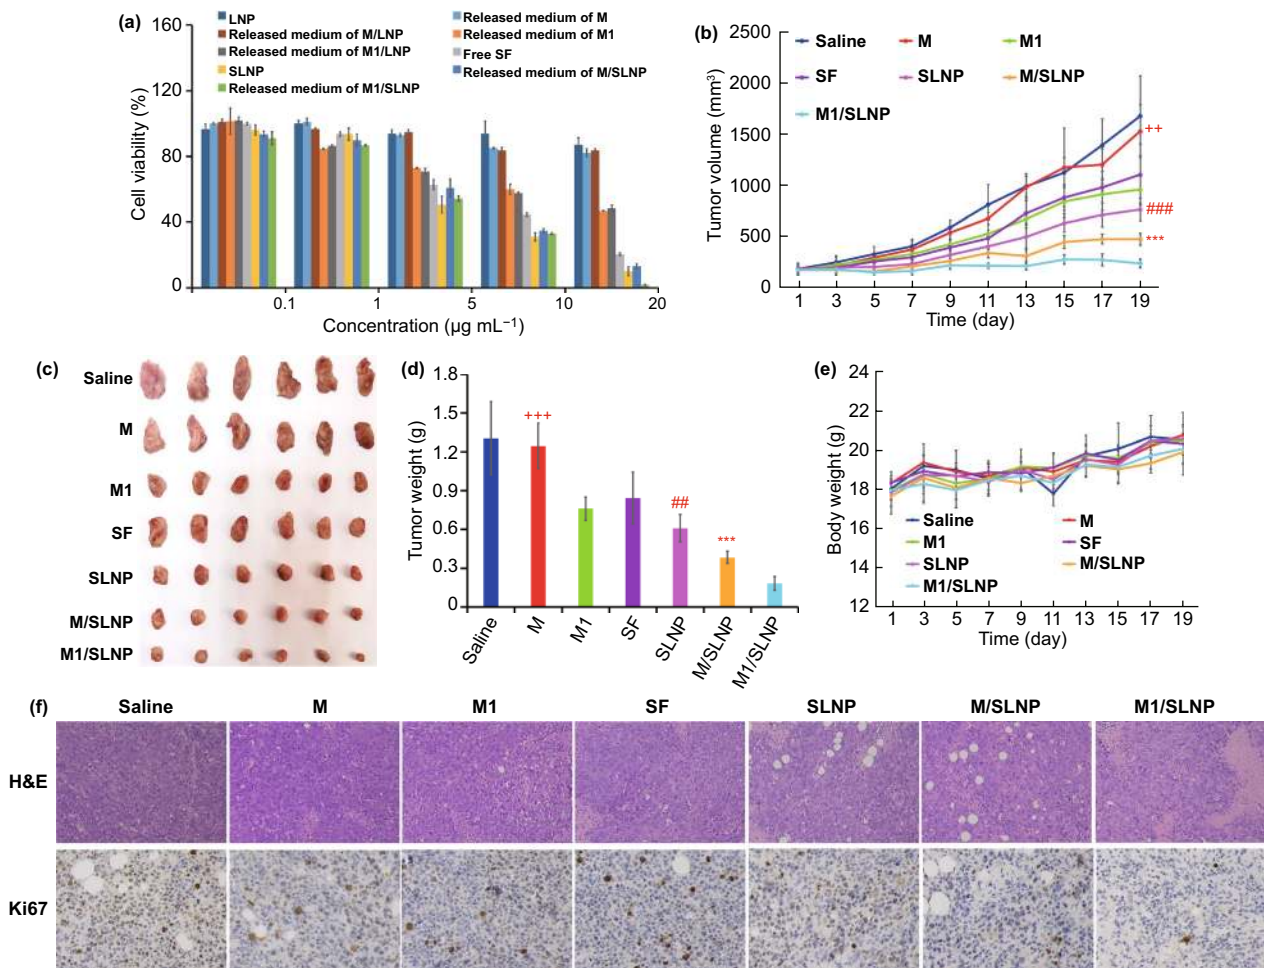 (a)
160
120
80
40
0
Cell viability (%)
LNP
Released medium of M/LNP
Released medium of M1/LNP
SLNP
Released medium of M1/SLNP
Released medium of M
Released medium of M1
Free SF
Released medium of M/SLNP
0.1 1 5 10 20
Concentration (µg mL⁻¹)
(b)
2500
2000
1500
1000
500
0
Tumor volume (mm³)
Saline M M1
SF SLNP M/SLNP
M1/SLNP
++
###
***
1 3 5 7 9 11 13 15 17 19
Time (day)
(c)
Saline
M
M1
SF
SLNP
M/SLNP
M1/SLNP
(d)
1.8
1.5
1.2
0.9
0.6
0.3
0
Tumor weight (g)
+++
##
***
Saline M M1 SF SLNP M/SLNP M1/SLNP
(e)
24
22
20
18
16
14
12
Body weight (g)
Saline M
M1 SF
SLNP M/SLNP
M1/SLNP
1 3 5 7 9 11 13 15 17 19
Time (day)
(f)
Saline M M1 SF SLNP M/SLNP M1/SLNP
H&E
Ki67